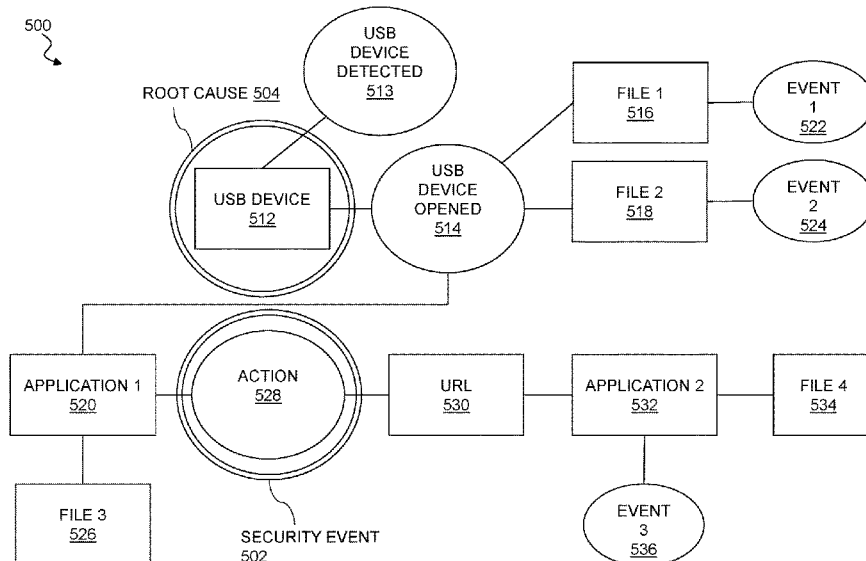 500
USB
DEVICE
DETECTED
513
ROOT CAUSE 504
FILE 1
516
EVENT
1
522
USB DEVICE
512
USB
DEVICE
OPENED
514
FILE 2
518
EVENT
2
524
APPLICATION 1
520
ACTION
528
URL
530
APPLICATION 2
532
FILE 4
534
FILE 3
526
SECURITY EVENT
502
EVENT
3
536